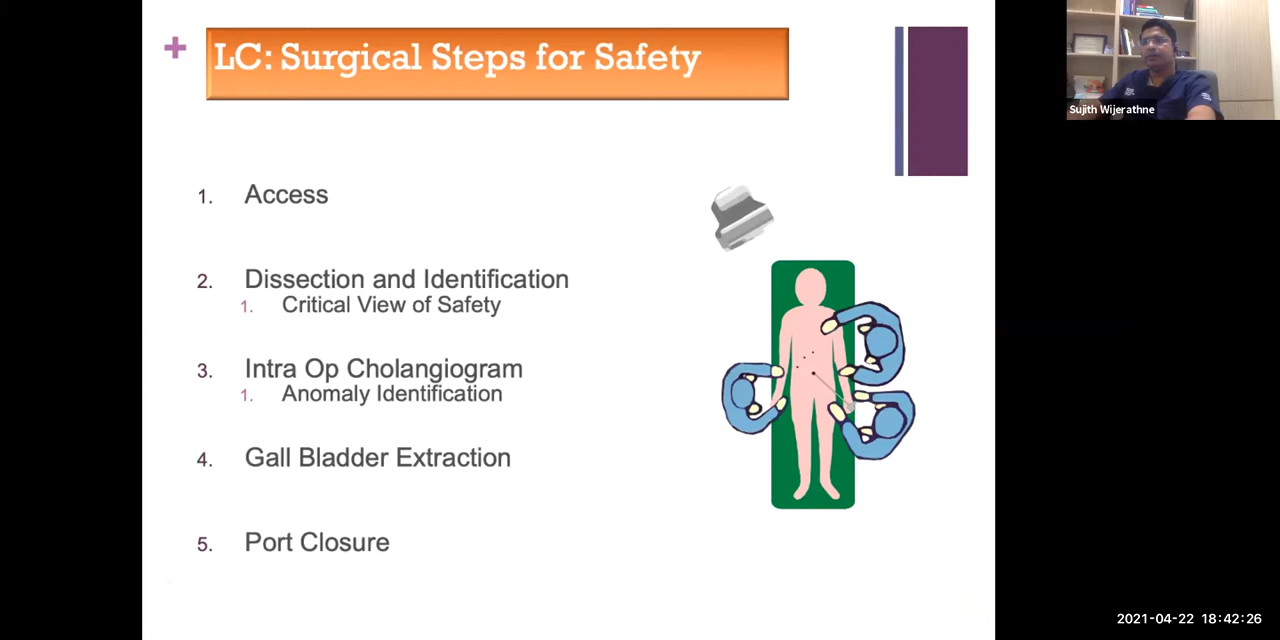 + LC: Surgical Steps for Safety
1. Access
2. Dissection and Identification
1. Critical View of Safety
3. Intra Op Cholangiogram
1. Anomaly Identification
4. Gall Bladder Extraction
5. Port Closure
Sujith Wijerathne
2021-04-22 18:42:26